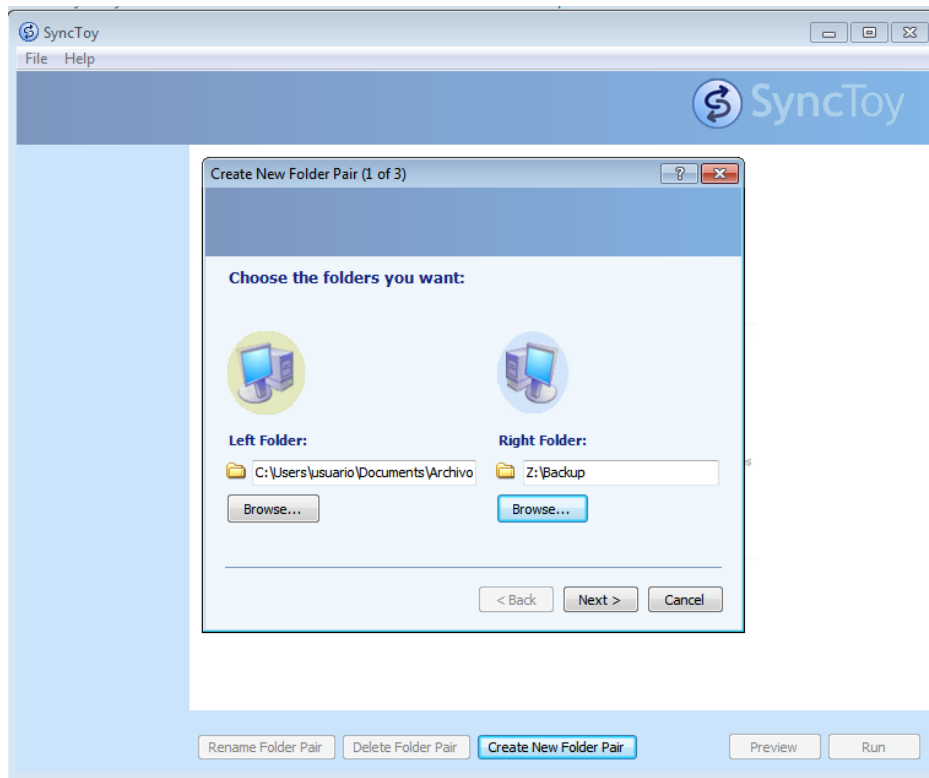 SyncToy
File Help
SyncToy
Create New Folder Pair (1 of 3)
Choose the folders you want:
Left Folder: Right Folder:
C:\Users\usuario\Documents\Archivo Z:\Backup
Browse... Browse...
< Back Next > Cancel
Rename Folder Pair Delete Folder Pair Create New Folder Pair Preview Run